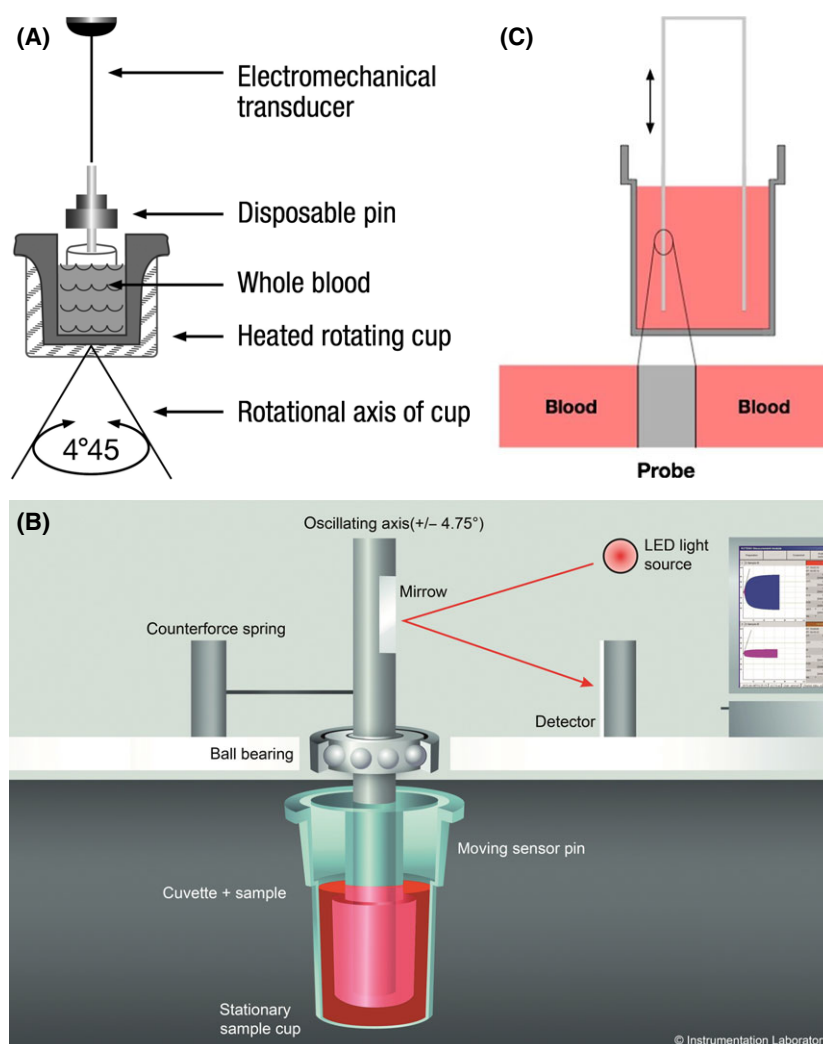 (A)
Electromechanical
transducer
Disposable pin
Whole blood
Heated rotating cup
Rotational axis of cup
4°45
(C)
Blood
Blood
Probe
(B)
Oscillating axis(+/– 4.75°)
LED light
source
Mirrow
Counterforce spring
Detector
Ball bearing
Moving sensor pin
Cuvette + sample
Stationary
sample cup
© Instrumentation Laborator